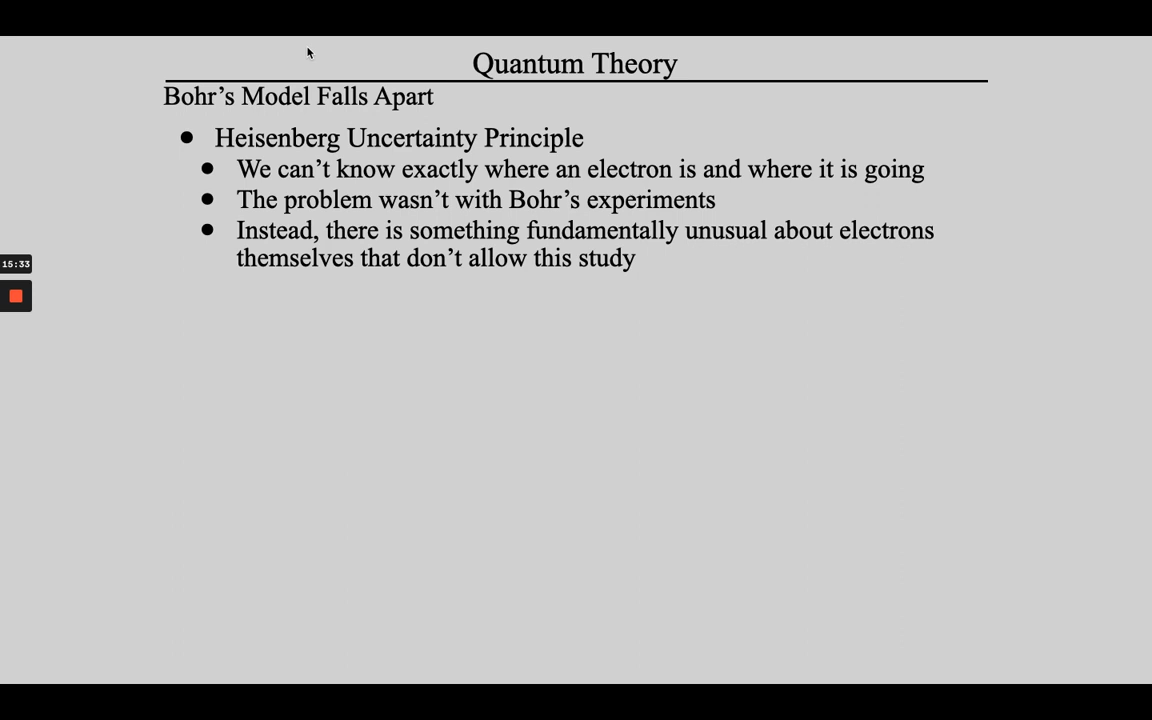 Quantum Theory
Bohr’s Model Falls Apart
● Heisenberg Uncertainty Principle
● We can’t know exactly where an electron is and where it is going
● The problem wasn’t with Bohr’s experiments
● Instead, there is something fundamentally unusual about electrons
themselves that don’t allow this study
15:33